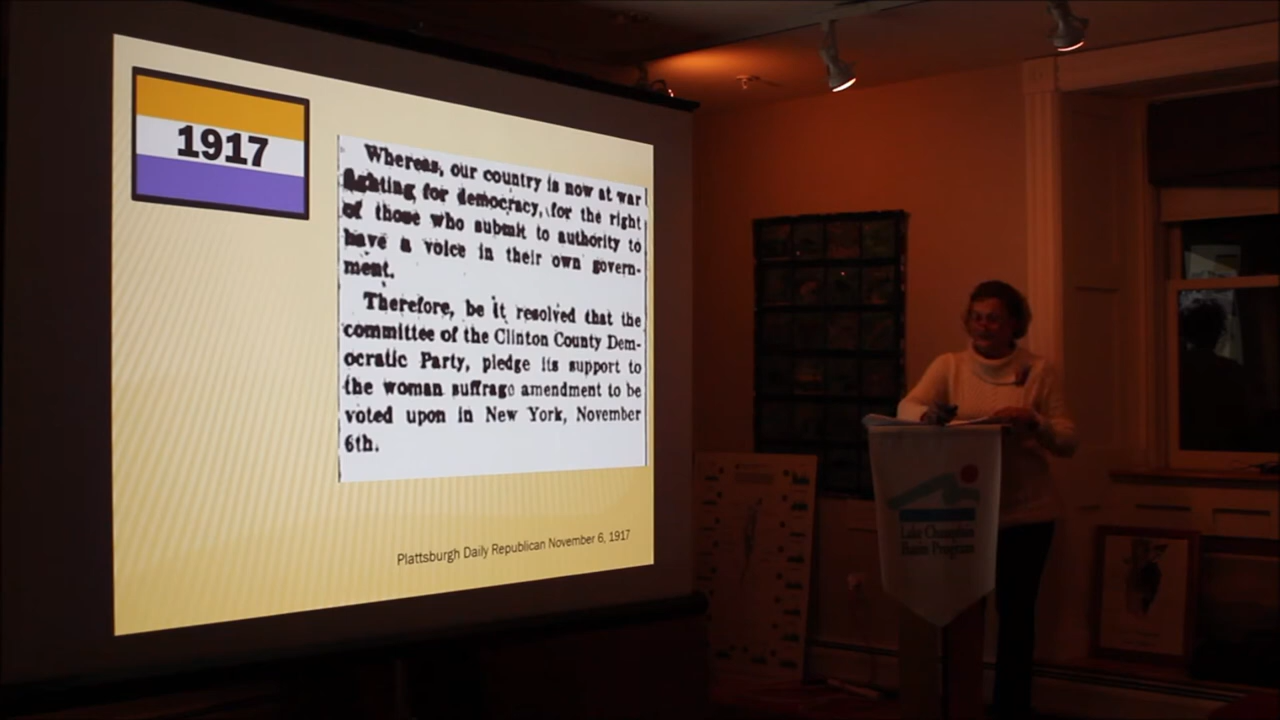 1917
Whereas, our country is now at war
fighting for democracy, for the right
of those who submit to authority to
have a voice in their own govern-
ment.
Therefore, be it resolved that the
committee of the Clinton County Dem-
ocratic Party, pledge its support to
the woman suffrage amendment to be
voted upon in New York, November
6th.
Plattsburgh Daily Republican November 6, 1917
Lake Champlain
Basin Program